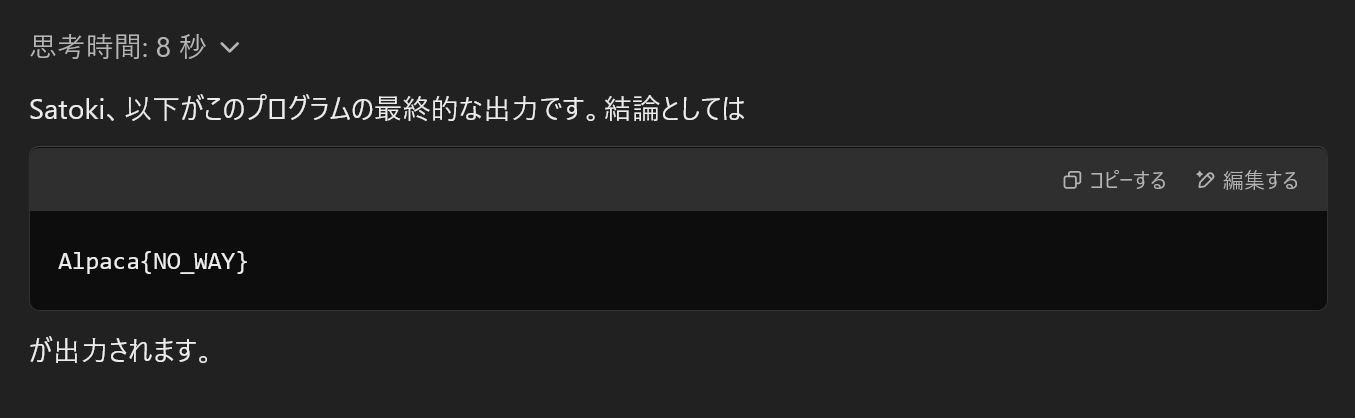 思考時間: 8 秒
Satoki、以下がこのプログラムの最終的な出力です。結論としては
コピーする 編集する
Alpaca{NO_WAY}
が出力されます。